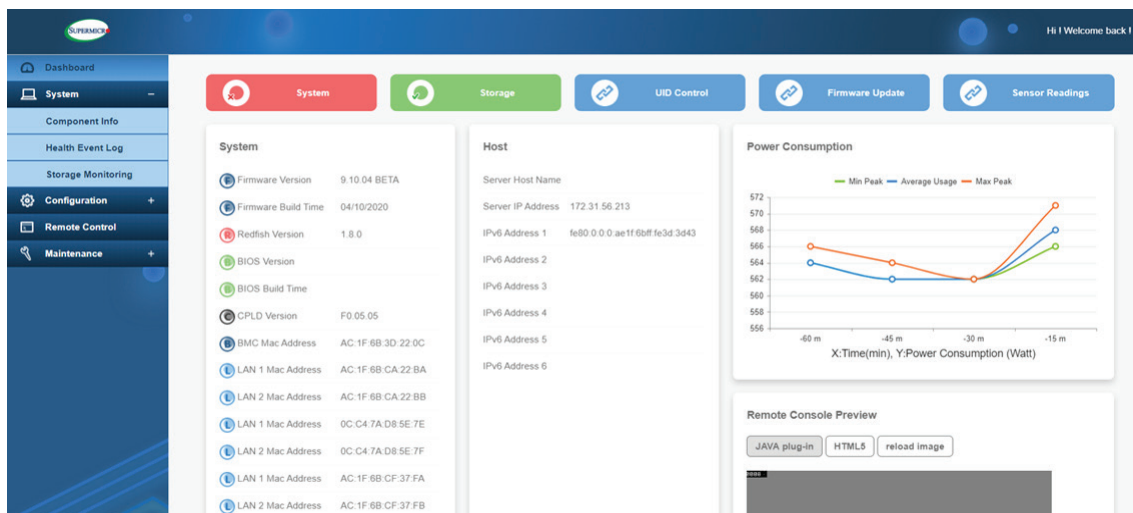 SUPERMICR
Hi ! Welcome back !
Dashboard
System −
Component Info
Health Event Log
Storage Monitoring
Configuration +
Remote Control
Maintenance +
System
Storage
UID Control
Firmware Update
Sensor Readings
System
Firmware Version 9.10.04 BETA
Firmware Build Time 04/10/2020
Redfish Version 1.8.0
BIOS Version
BIOS Build Time
CPLD Version F0.05.05
BMC Mac Address AC:1F:6B:3D:22:0C
LAN 1 Mac Address AC:1F:6B:CA:22:BA
LAN 2 Mac Address AC:1F:6B:CA:22:BB
LAN 1 Mac Address 0C:C4:7A:D8:5E:7E
LAN 2 Mac Address 0C:C4:7A:D8:5E:7F
LAN 1 Mac Address AC:1F:6B:CF:37:FA
LAN 2 Mac Address AC:1F:6B:CF:37:FB
Host
Server Host Name
Server IP Address 172.31.56.213
IPv6 Address 1 fe80:0:0:0:ae1f:6bff:fe3d:3d43
IPv6 Address 2
IPv6 Address 3
IPv6 Address 4
IPv6 Address 5
IPv6 Address 6
Power Consumption
Min Peak Average Usage Max Peak
572
570
568
566
564
562
560
558
556
-60 m -45 m -30 m -15 m
X:Time(min), Y:Power Consumption (Watt)
Remote Console Preview
JAVA plug-in HTML5 reload image